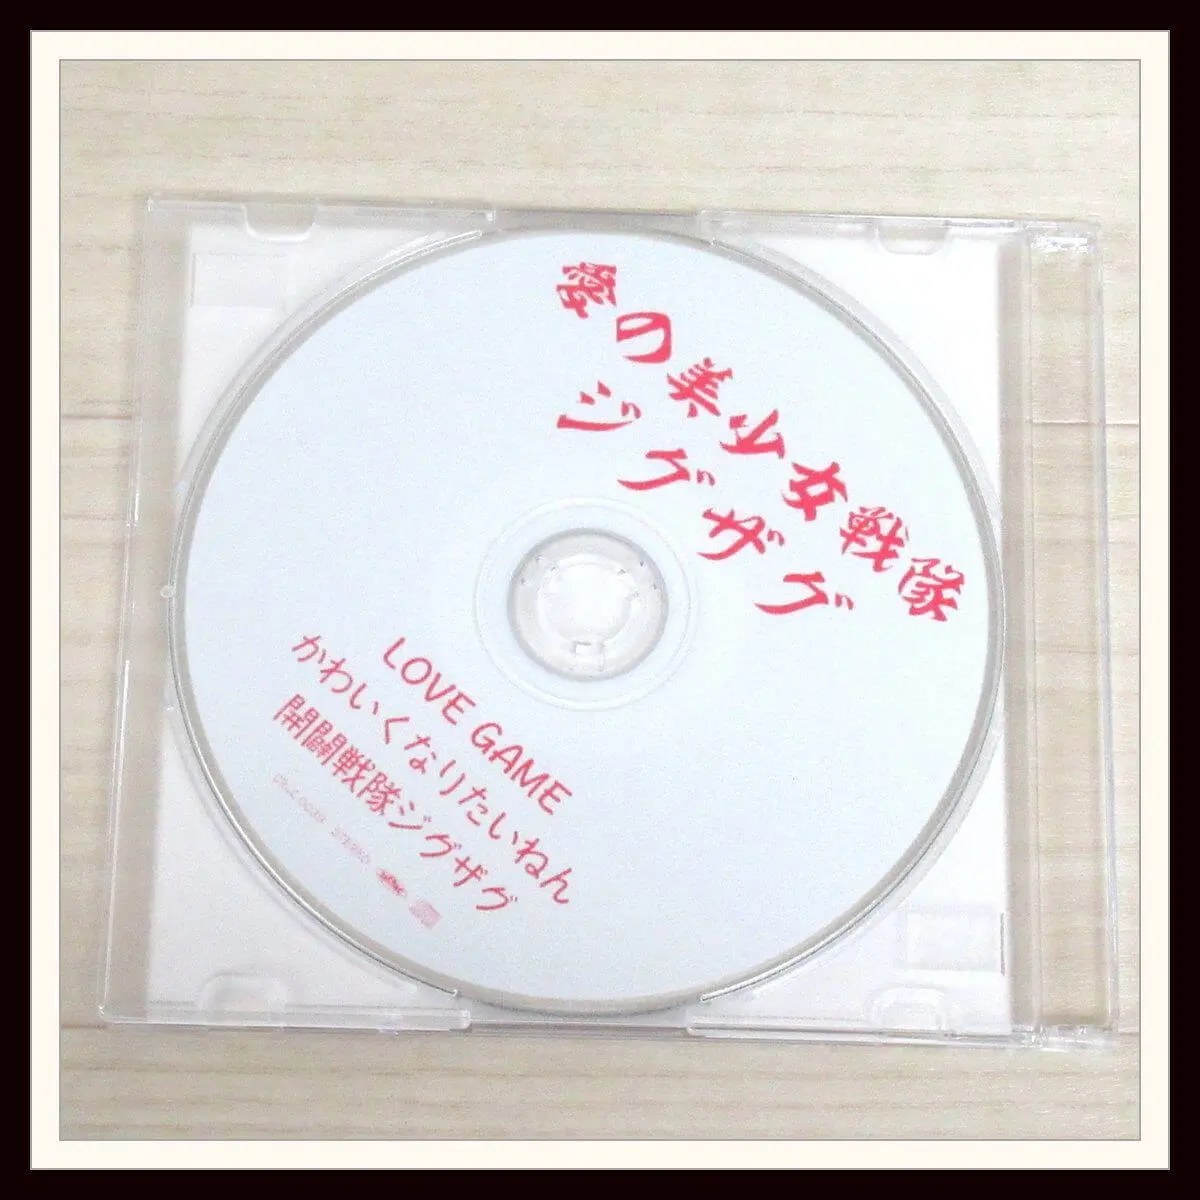 愛の美少女戦隊
ジグザグ
LOVE GAME
かわいくなりたいねん
開闢戦隊ジグザグ
STEREO